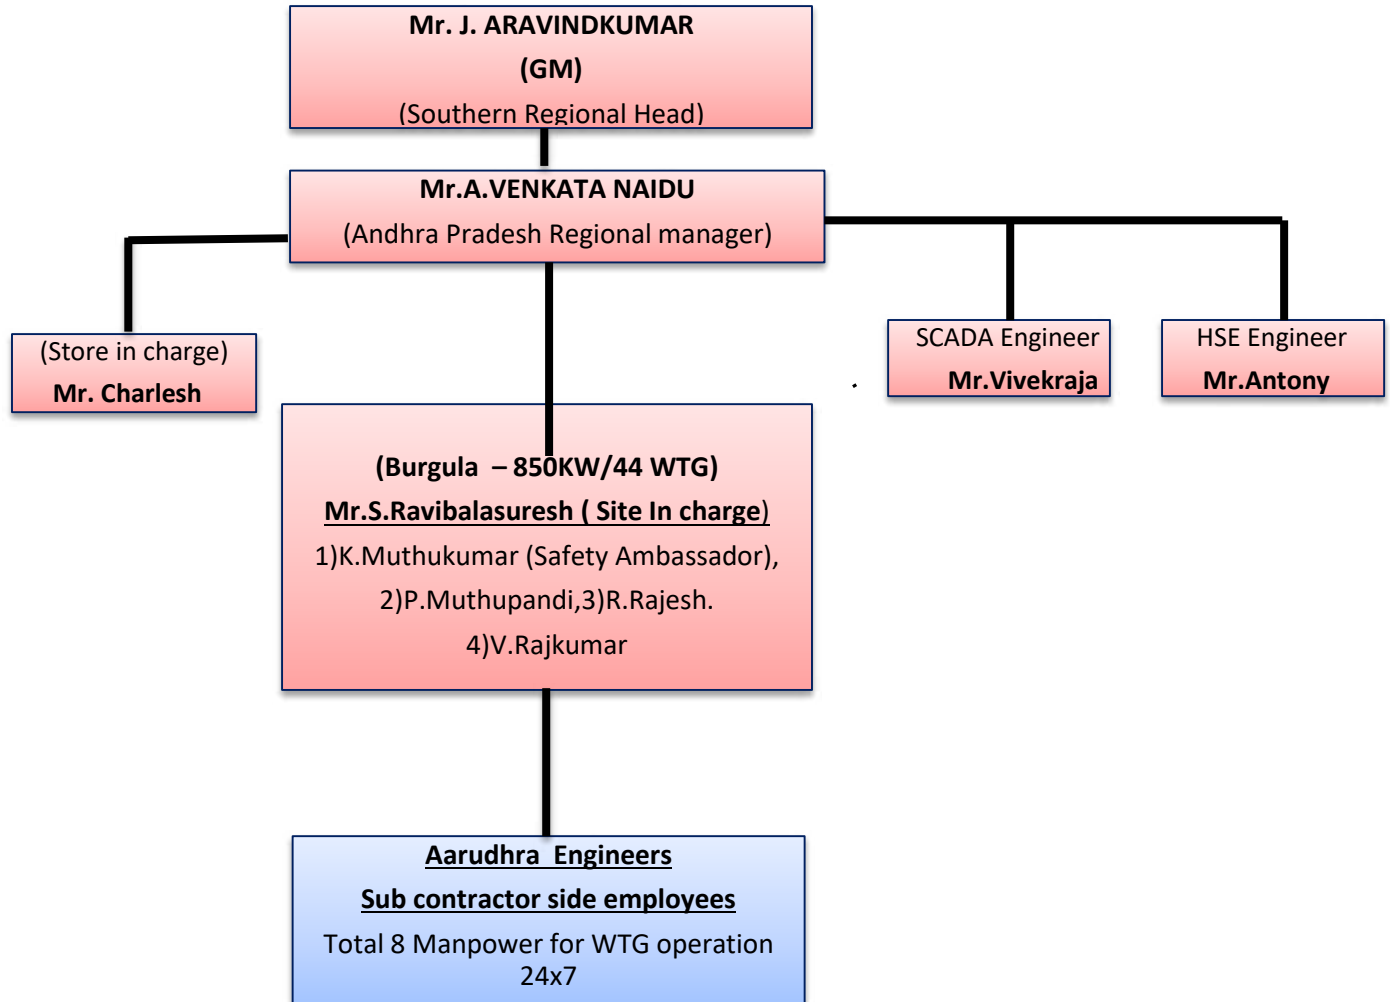 Mr. J. ARAVINDKUMAR
(GM)
(Southern Regional Head)
Mr.A.VENKATA NAIDU
(Andhra Pradesh Regional manager)
(Store in charge)
Mr. Charlesh
SCADA Engineer
Mr.Vivekraja
HSE Engineer
Mr.Antony
.
(Burgula – 850KW/44 WTG)
Mr.S.Ravibalasuresh ( Site In charge)
1)K.Muthukumar (Safety Ambassador),
2)P.Muthupandi,3)R.Rajesh.
4)V.Rajkumar
Aarudhra Engineers
Sub contractor side employees
Total 8 Manpower for WTG operation
24x7